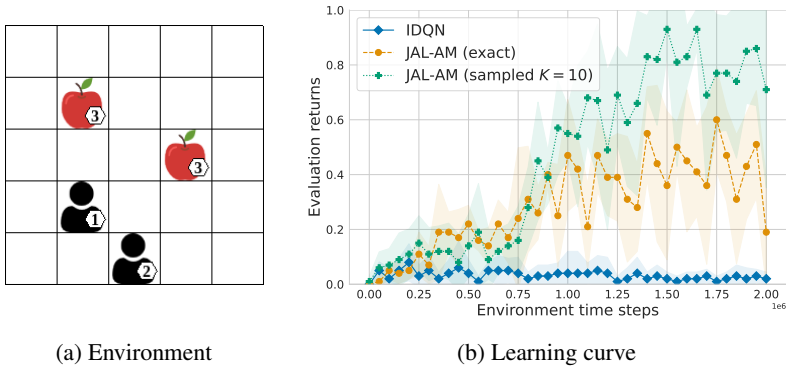 3
3
1
2
(a) Environment
1.0
0.8
0.6
0.4
0.2
0.0
Evaluation returns
IDQN
JAL-AM (exact)
JAL-AM (sampled K = 10)
0.00 0.25 0.50 0.75 1.00 1.25 1.50 1.75 2.00
1e6
Environment time steps
(b) Learning curve